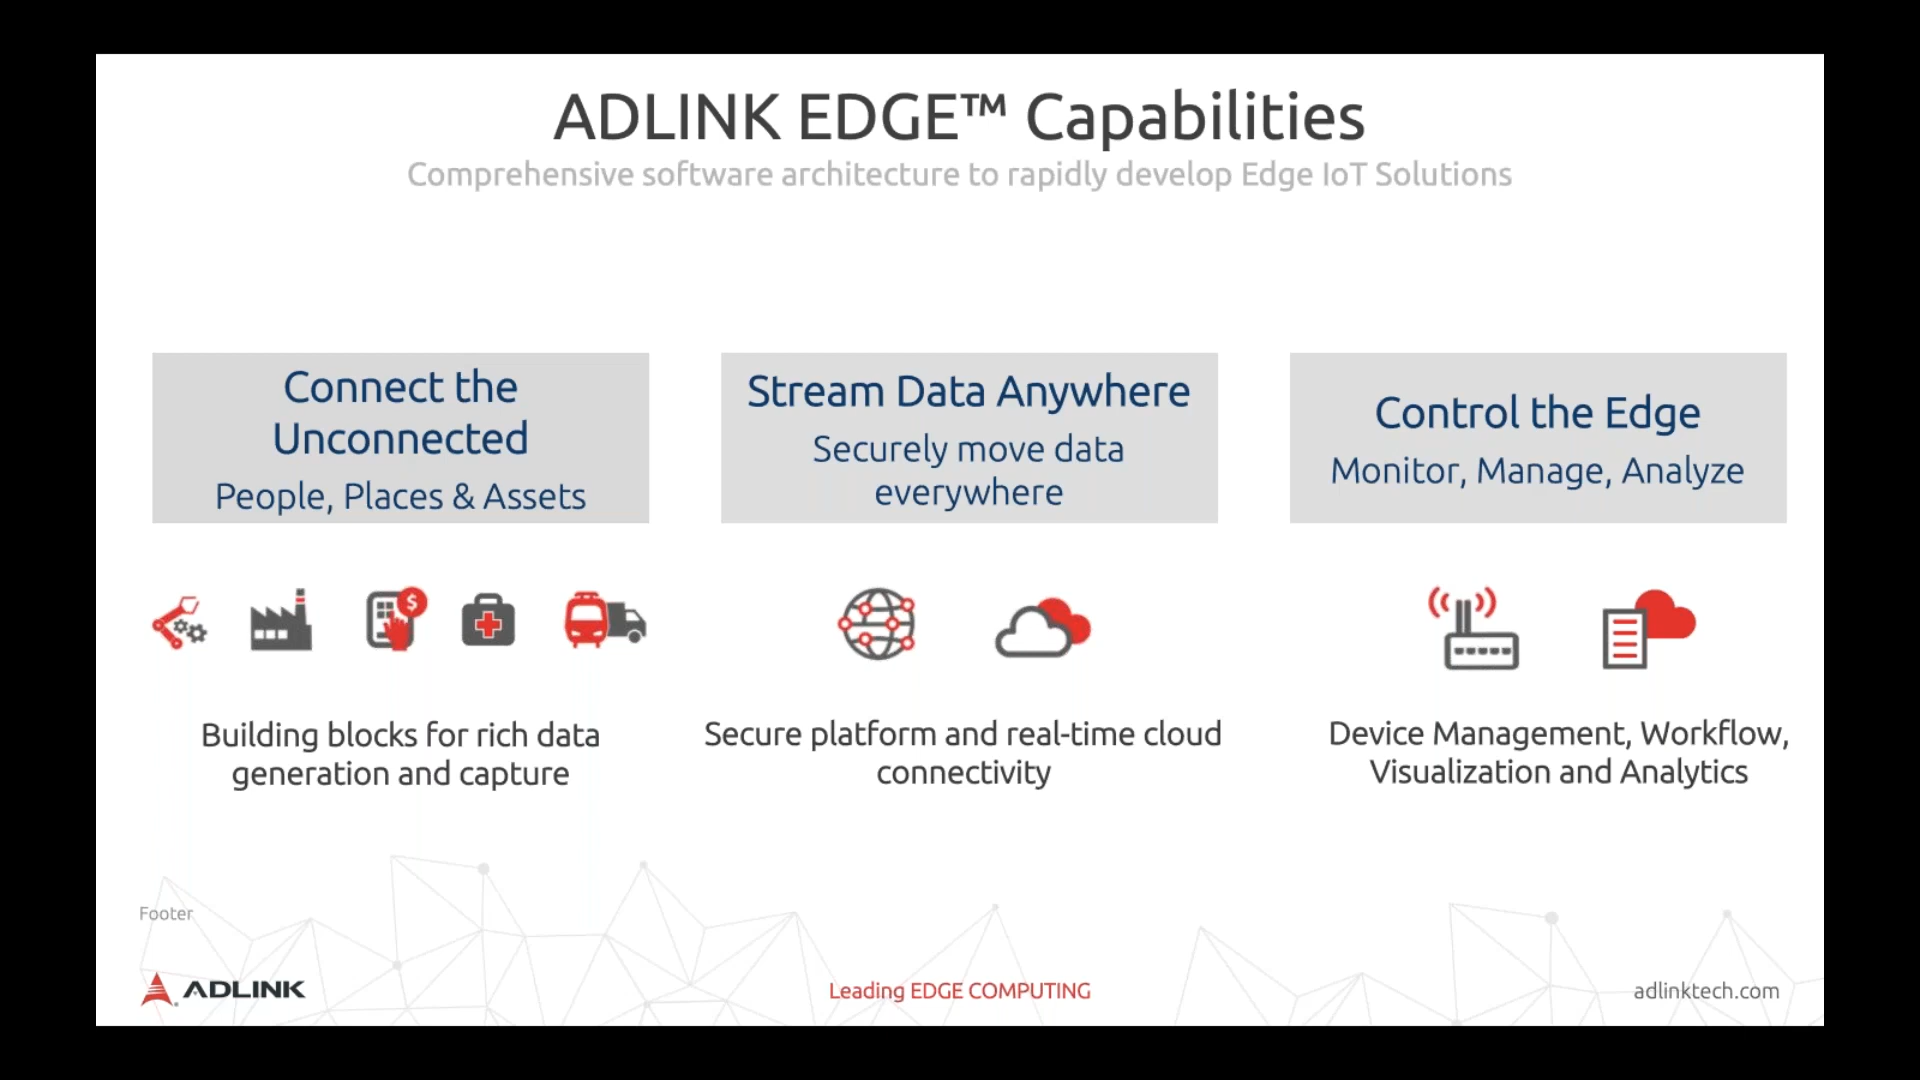 ADLINK EDGE™ Capabilities
Comprehensive software architecture to rapidly develop Edge IoT Solutions
Connect the
Unconnected
People, Places & Assets
Stream Data Anywhere
Securely move data
everywhere
Control the Edge
Monitor, Manage, Analyze
$
Building blocks for rich data
generation and capture
Secure platform and real-time cloud
connectivity
Device Management, Workflow,
Visualization and Analytics
Footer
ADLINK
Leading EDGE COMPUTING
adlinktech.com